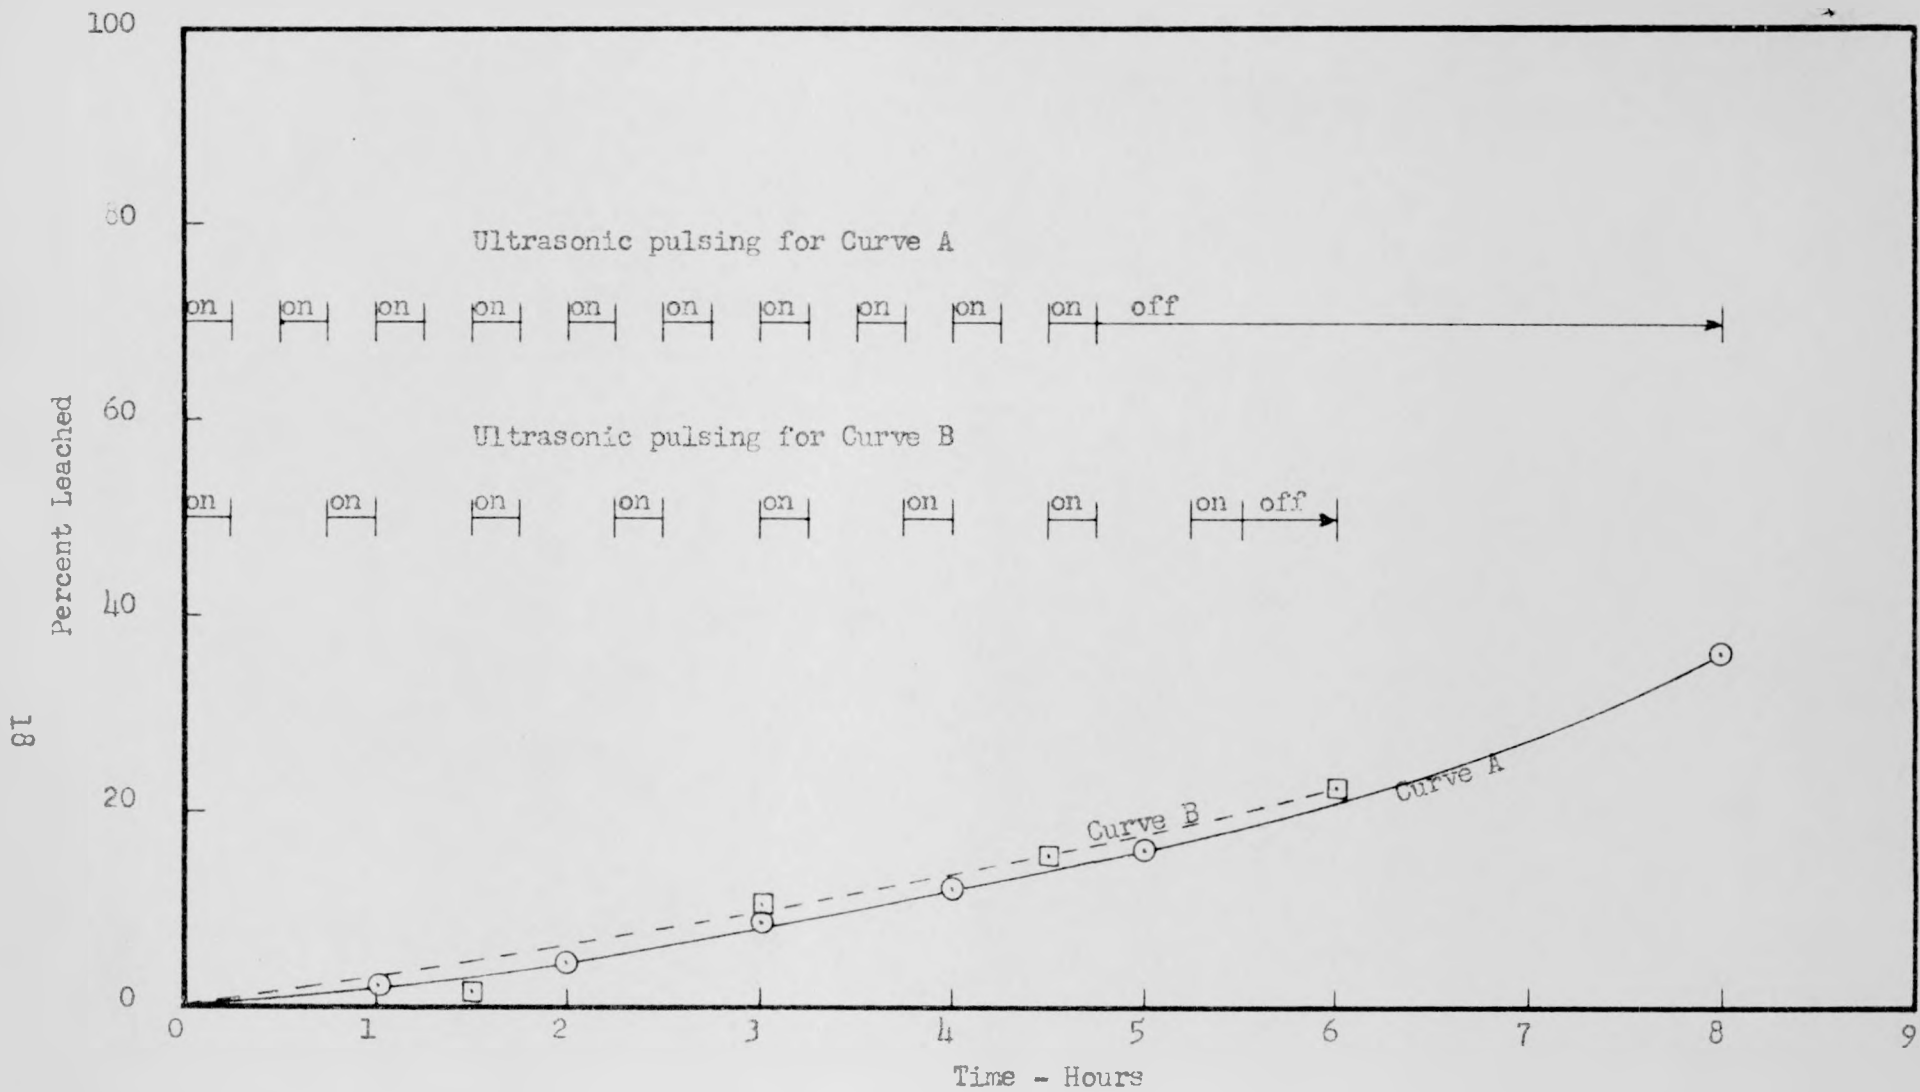 100
80
Ultrasonic pulsing for Curve A
on on on on on on on on on on off
60
Ultrasonic pulsing for Curve B
on on on on on on on on off
Percent Leached
40
18
20
Curve A
Curve B
0
0 1 2 3 4 5 6 7 8 9
Time - Hours